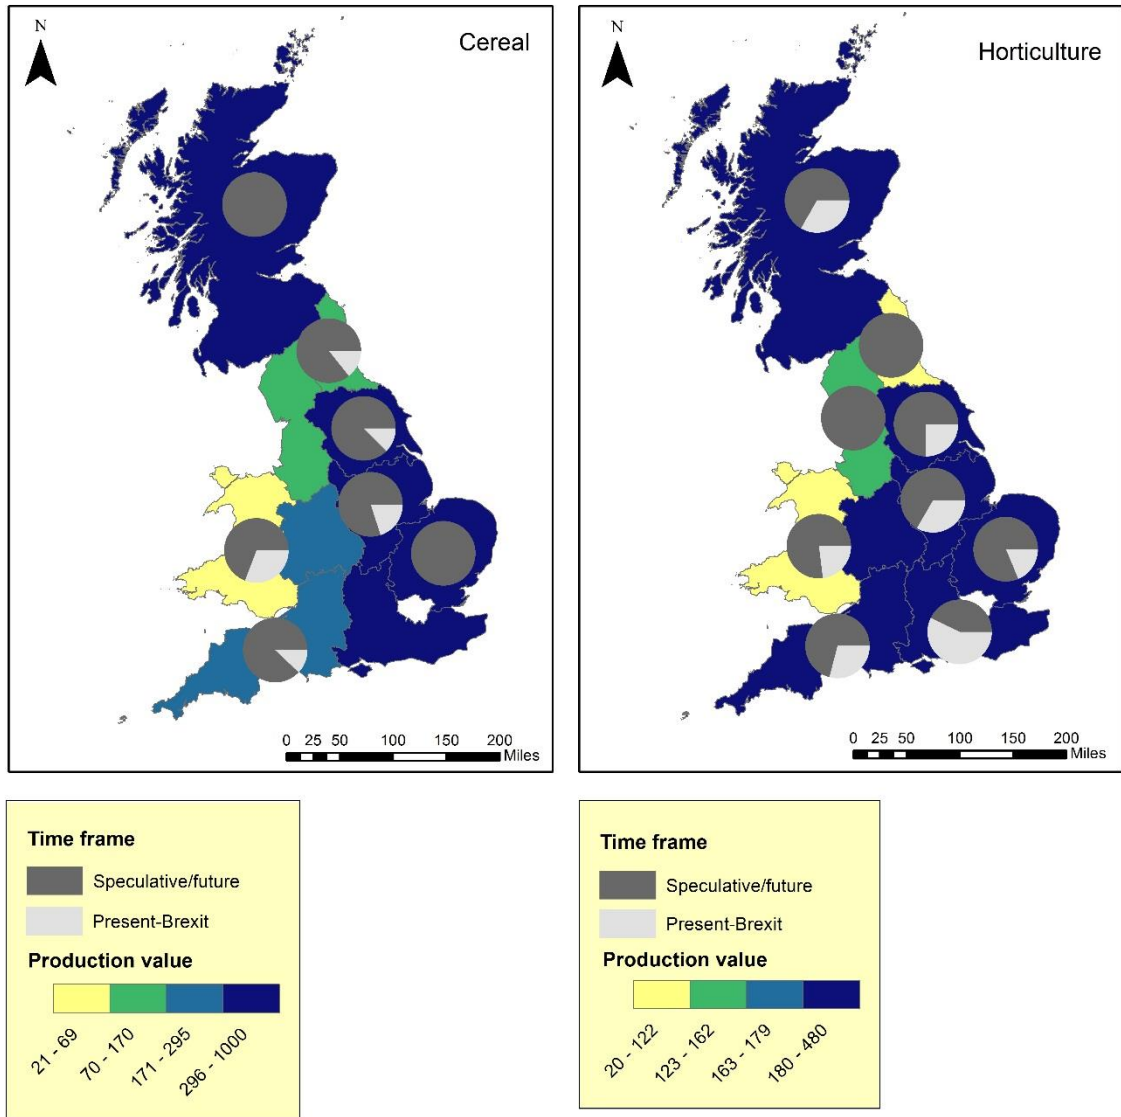 N
Cereal
0 25 50 100 150 200
Miles
N
Horticulture
0 25 50 100 150 200
Miles
Time frame
Speculative/future
Present-Brexit
Production value
21 - 69
70 - 170
171 - 295
296 - 1000
Time frame
Speculative/future
Present-Brexit
Production value
20 - 122
123 - 162
163 - 179
180 - 480